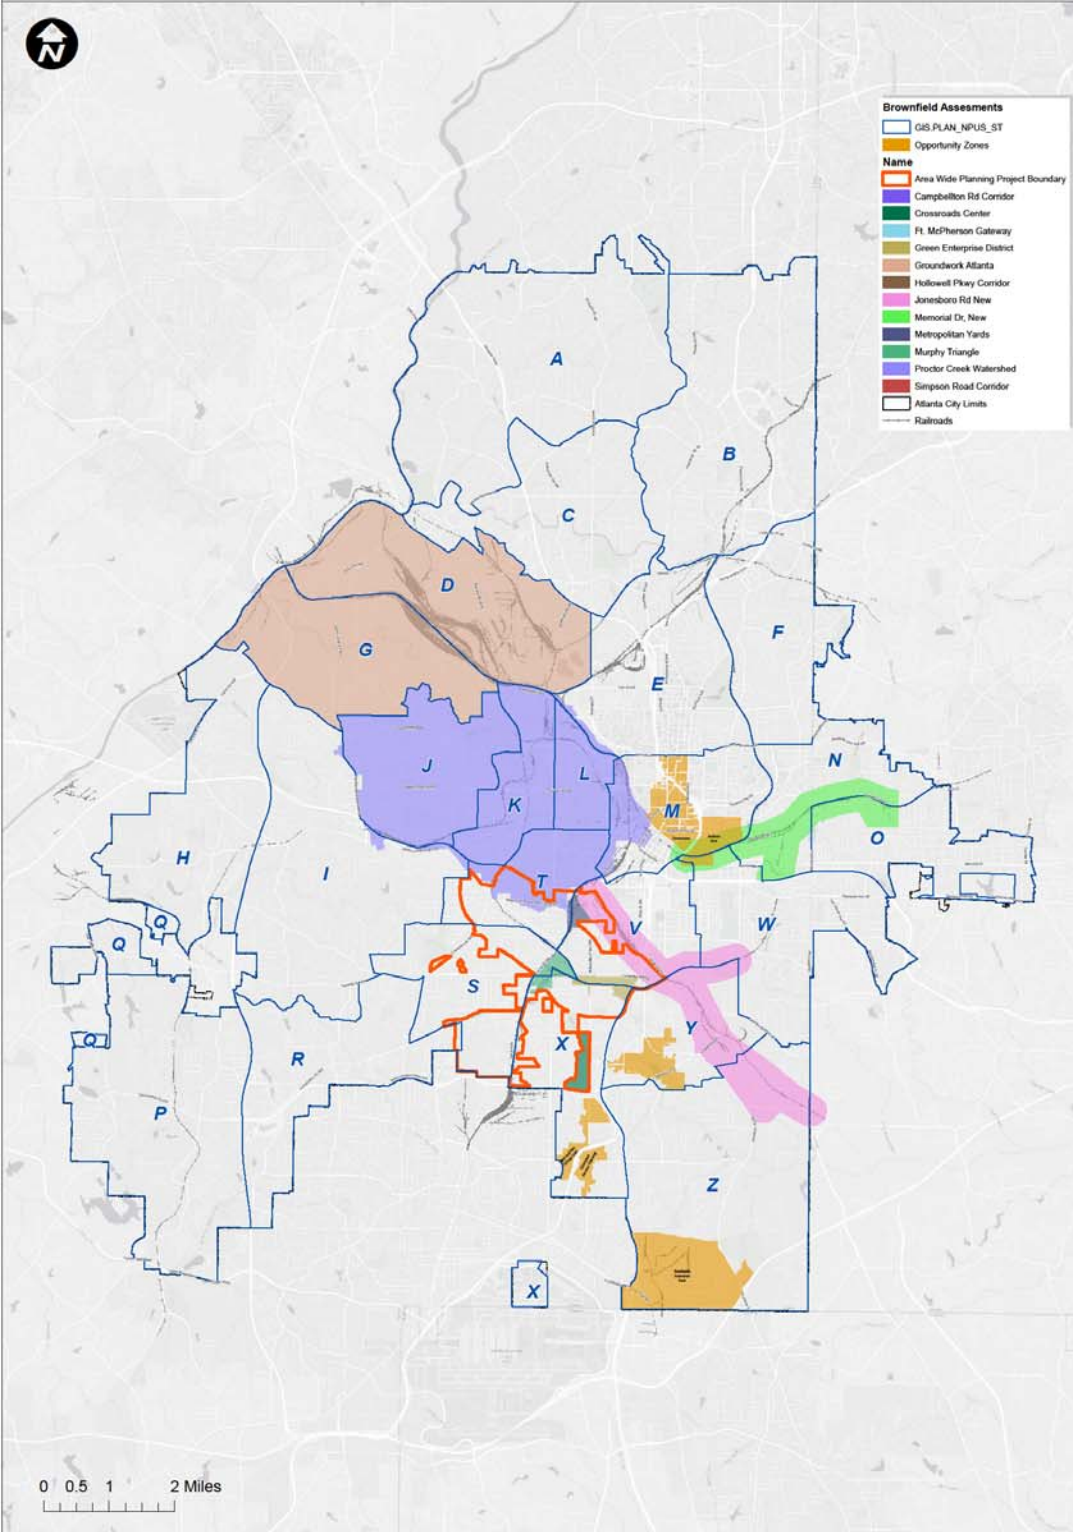 N
Brownfield Assesments
GIS.PLAN_NPUS_ST
Opportunity Zones
Name
Area Wide Planning Project Boundary
Campbellton Rd Corridor
Crossroads Center
Ft. McPherson Gateway
Green Enterprise District
Groundwork Atlanta
Hollowell Pkwy Corridor
Jonesboro Rd New
Memorial Dr, New
Metropolitan Yards
Murphy Triangle
Proctor Creek Watershed
Simpson Road Corridor
Atlanta City Limits
Railroads
A
B
C
D
F
G
E
N
J
L
K
M
O
H
I
T
Q
V
W
Q
S
Y
Q
X
R
P
Z
X
0 0.5 1 2 Miles